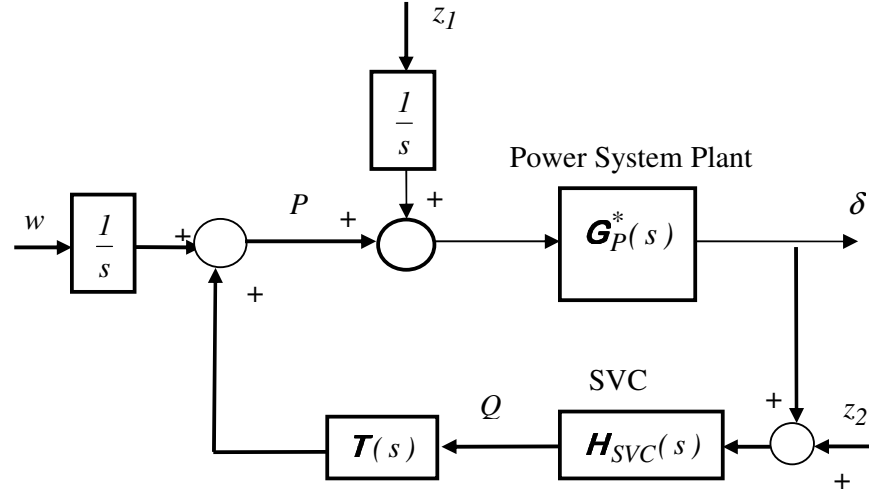 z1
1
s
+
Power System Plant
w
1
s
+
P
+
G*P(s)
δ
+
SVC
+
z2
Q
T(s)
HSVC(s)
+